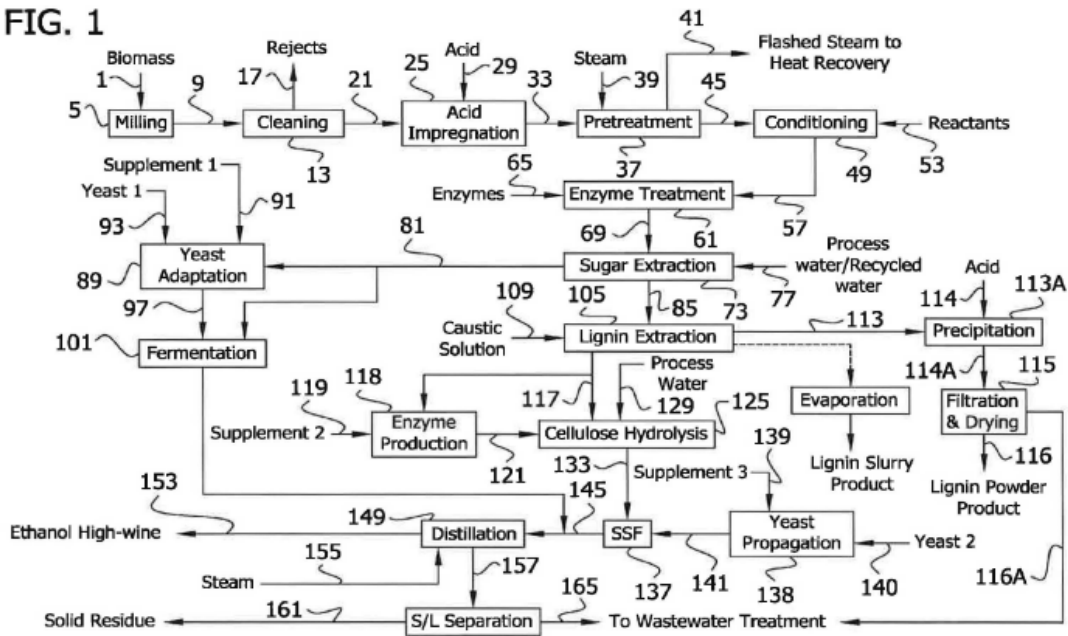 FIG. 1
41
Biomass
Rejects
Acid
Steam
Flashed Steam to
Heat Recovery
1
9
17
21
25
29
33
39
45
5
Milling
Cleaning
Acid
Impregnation
Pretreatment
Conditioning
Reactants
13
37
49
53
Supplement 1
65
Yeast 1
91
Enzymes
Enzyme Treatment
93
57
69
61
81
Process
water/Recycled
water
Yeast
Adaptation
Sugar Extraction
Acid
89
114
113A
97
109
105
85
73
77
113
101
Fermentation
Caustic
Solution
Lignin Extraction
Precipitation
Process
Water
114A
115
119
118
117
129
125
Evaporation
Filtration
& Drying
Supplement 2
Enzyme
Production
Cellulose Hydrolysis
139
121
116
133
Supplement 3
Lignin Slurry
Product
Lignin Powder
Product
153
149
145
Ethanol High-wine
Distillation
SSF
Yeast
Propagation
Yeast 2
155
157
Steam
137
141
138
140
116A
161
165
Solid Residue
S/L Separation
To Wastewater Treatment